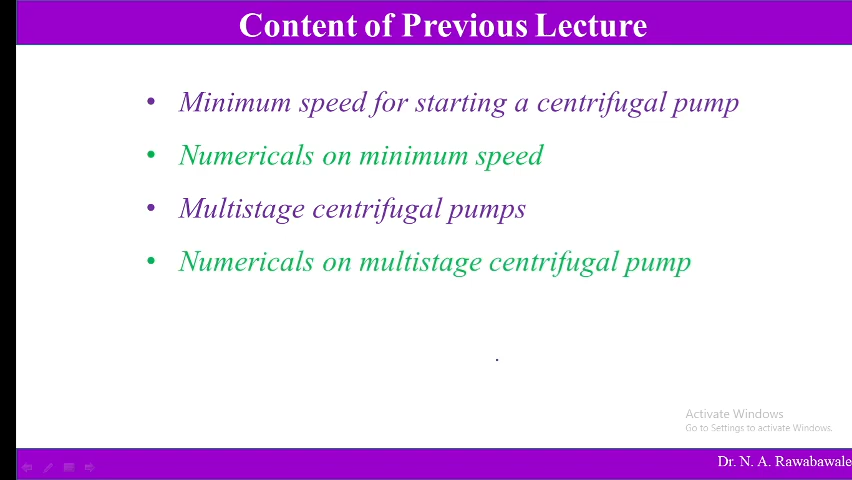 Content of Previous Lecture
• Minimum speed for starting a centrifugal pump
• Numericals on minimum speed
• Multistage centrifugal pumps
• Numericals on multistage centrifugal pump
Activate Windows
Go to Settings to activate Windows.
Dr. N. A. Rawabawale